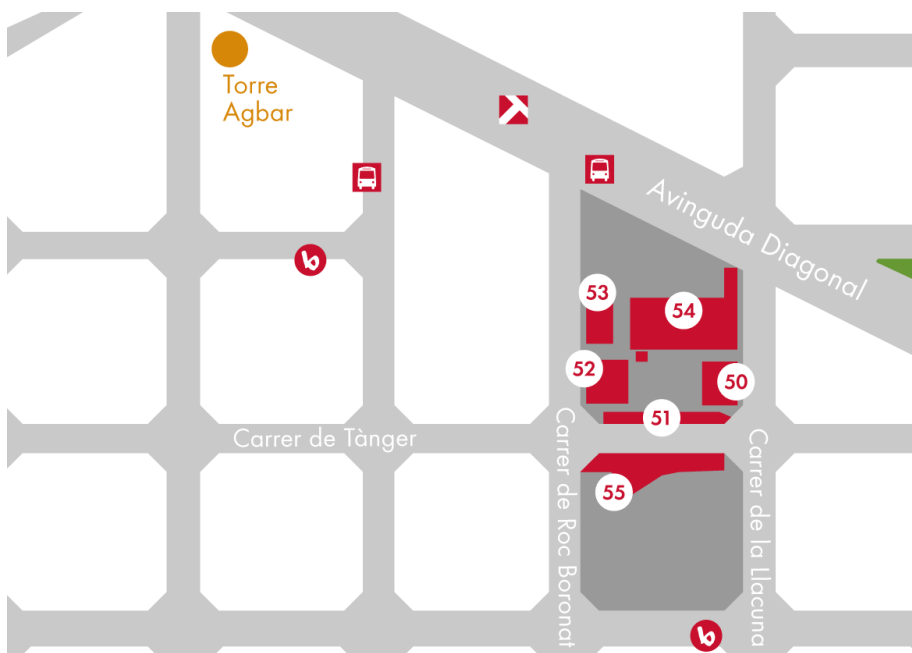 Torre
Agbar
Avinguda Diagonal
53
54
52
50
51
Carrer de Tànger
Carrer de Roc Boronat
Carrer de la Llacuna
55
b
b